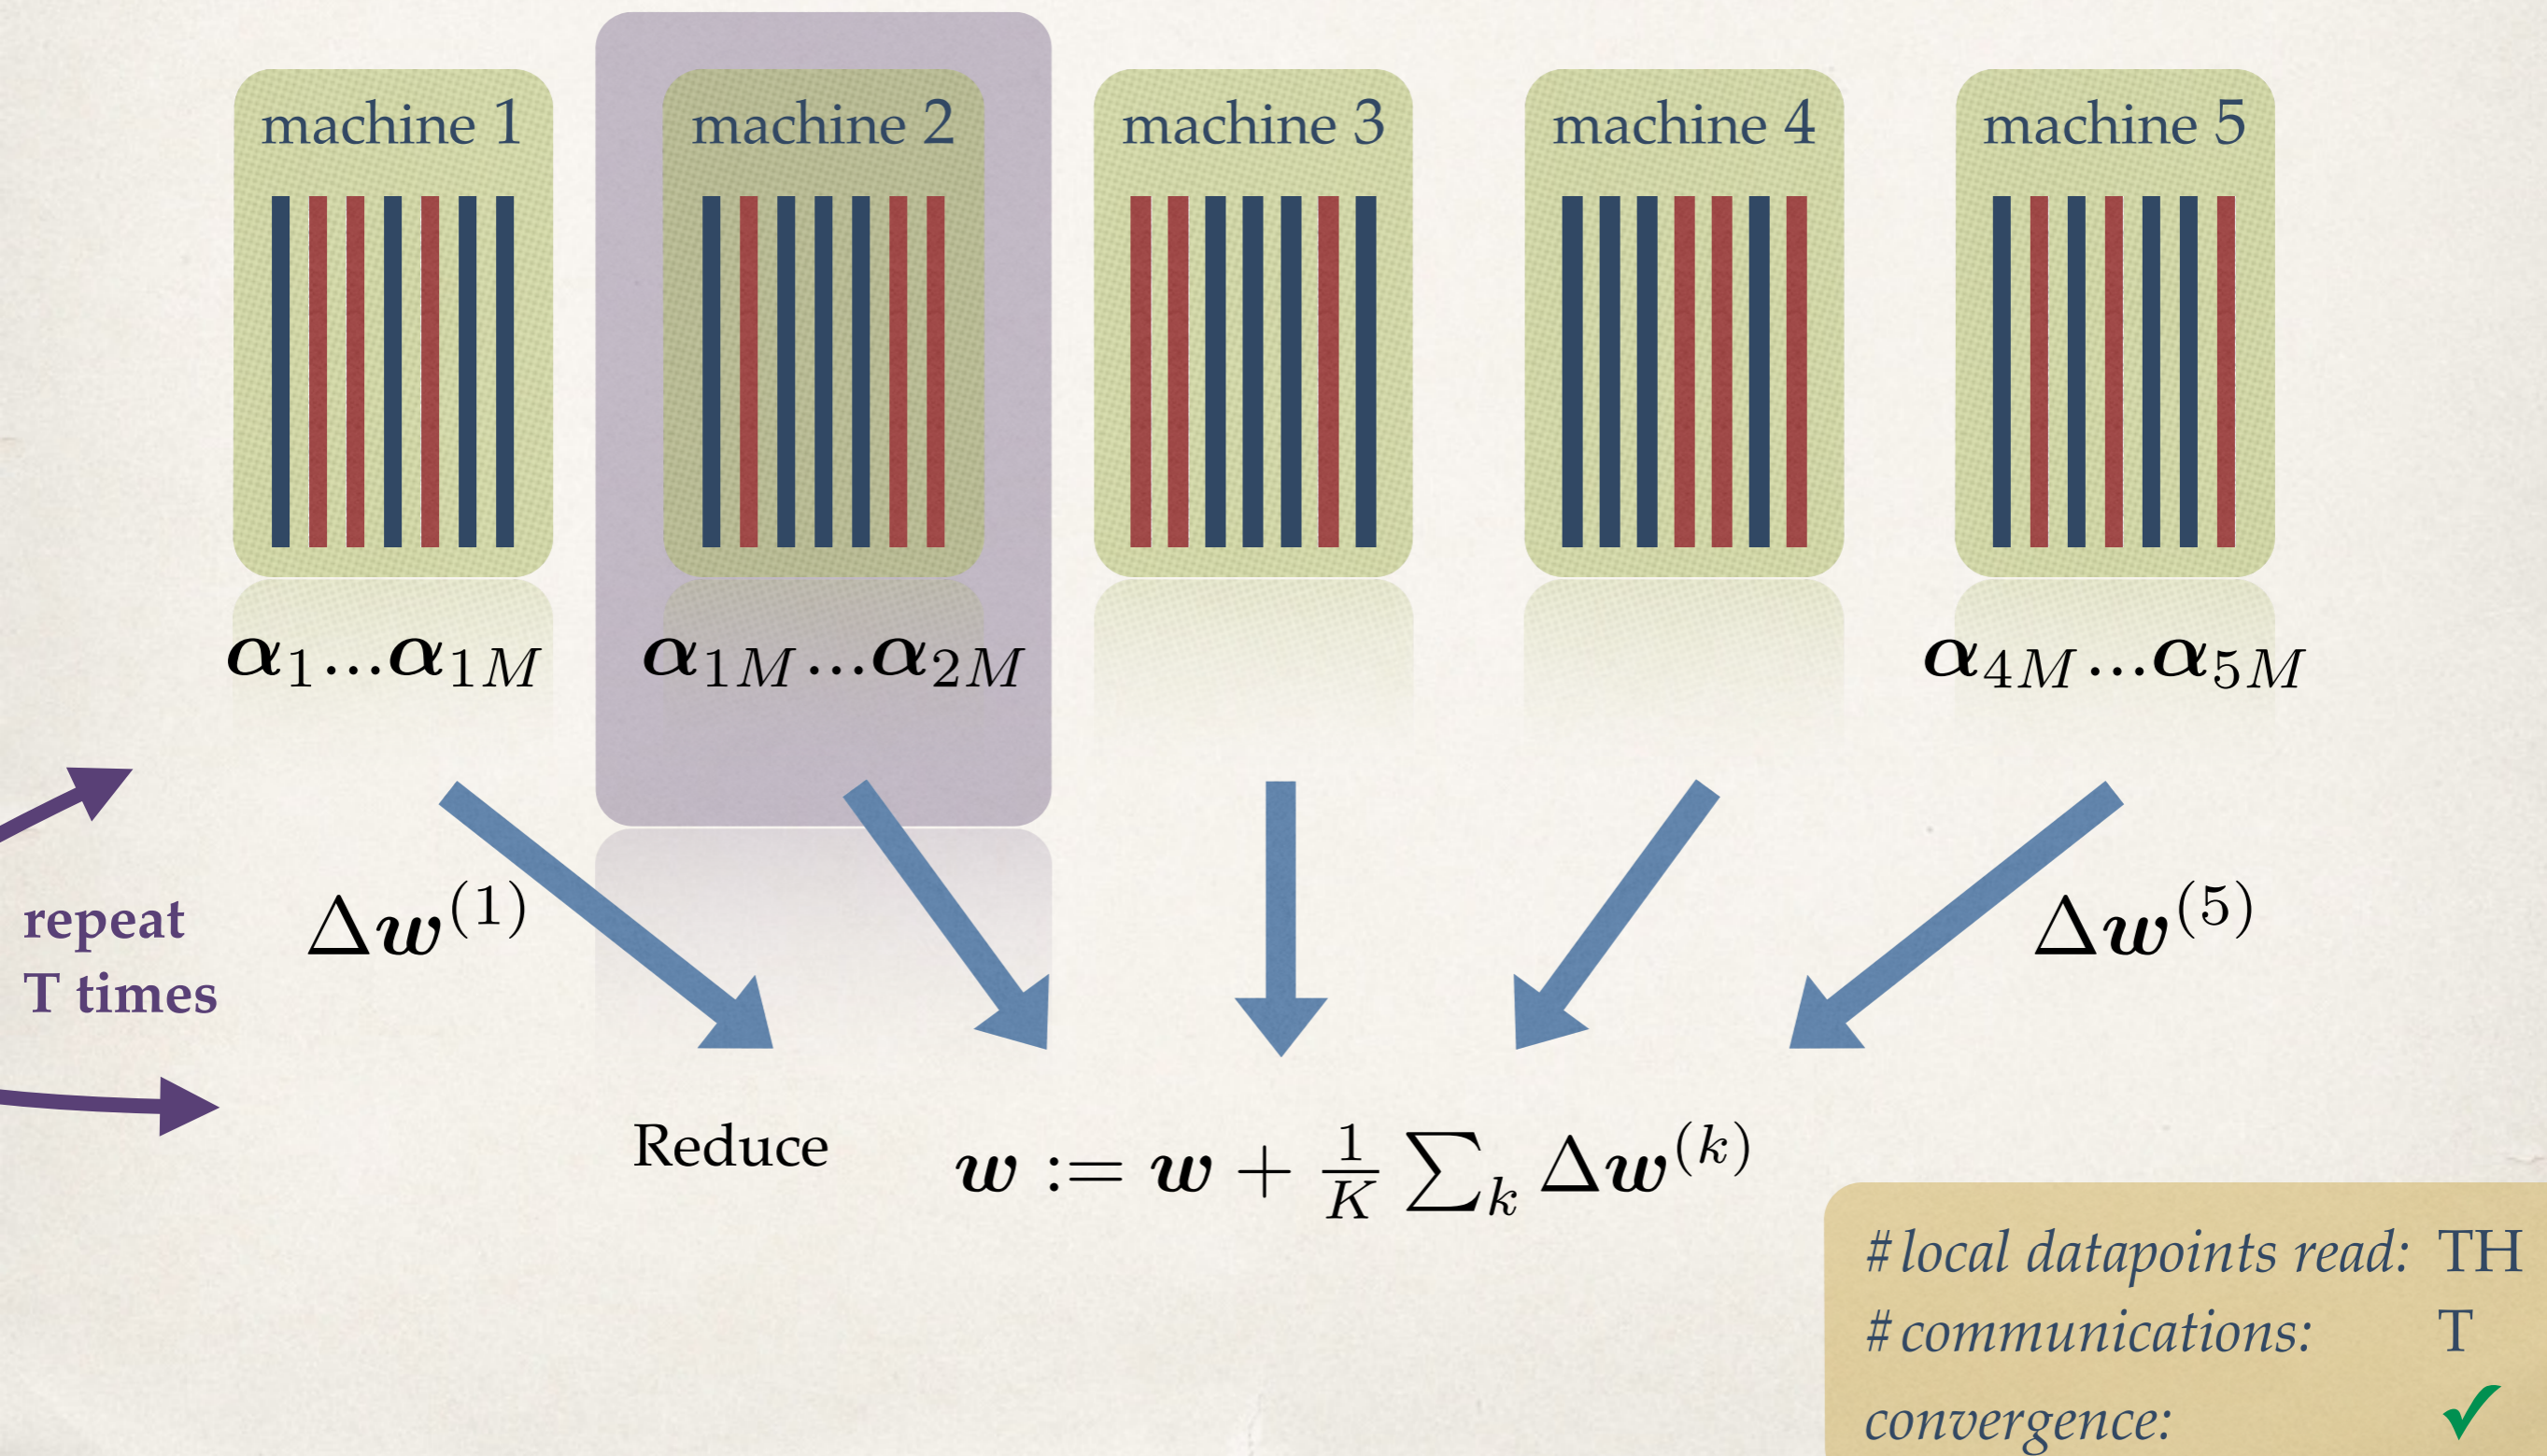 machine 1 machine 2 machine 3 machine 4 machine 5
α₁...α₁M α₁M...α₂M α₄M...α₅M
Δw⁽¹⁾ Δw⁽⁵⁾
repeat
T times
Reduce w := w + 1/K ∑ₖ Δw⁽ᵏ⁾
# local datapoints read: TH
# communications: T
convergence: ✓